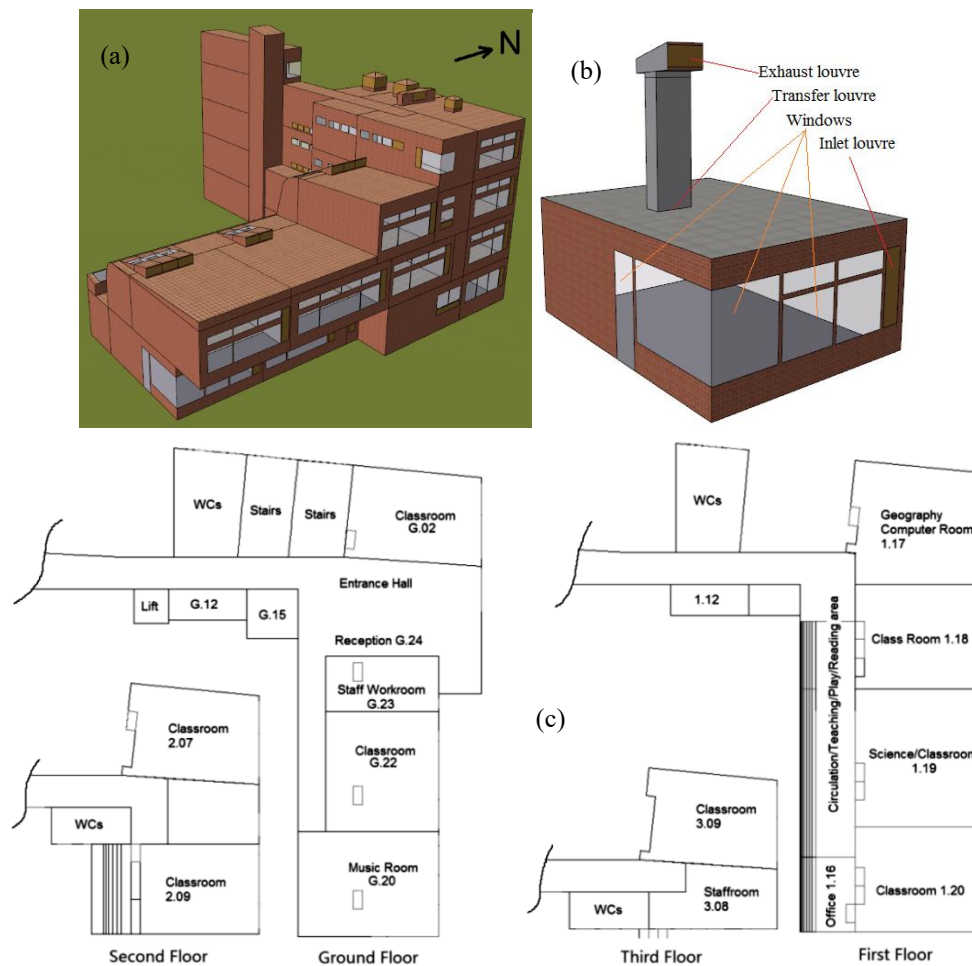 (a)
N
(b)
Exhaust louvre
Transfer louvre
Windows
Inlet louvre
WCs
Stairs
Stairs
Classroom
G.02
Entrance Hall
Lift
G.12
G.15
Reception G.24
Staff Workroom
G.23
Classroom
G.22
Music Room
G.20
Ground Floor
Classroom
2.07
WCs
Classroom
2.09
Second Floor
(c)
WCs
Geography
Computer Room
1.17
1.12
Class Room 1.18
Circulation/Teaching/Play/Reading area
Science/Classroom
1.19
Office 1.16
Classroom 1.20
First Floor
Classroom
3.09
Staffroom
3.08
WCs
Third Floor